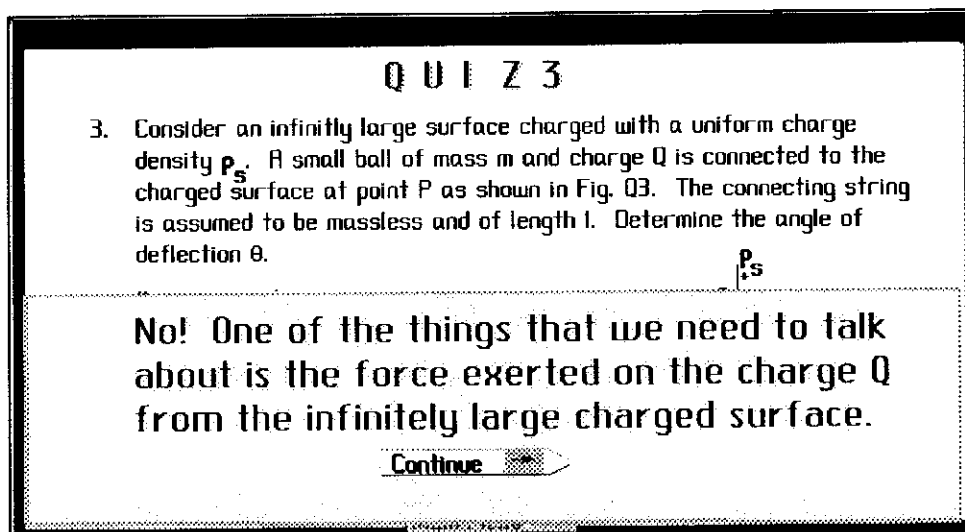 QUIZ 3
3. Consider an infinitly large surface charged with a uniform charge
density ρs. A small ball of mass m and charge Q is connected to the
charged surface at point P as shown in Fig. Q3. The connecting string
is assumed to be massless and of length l. Determine the angle of
deflection θ.
ρs
No! One of the things that we need to talk
about is the force exerted on the charge Q
from the infinitely large charged surface.
Continue